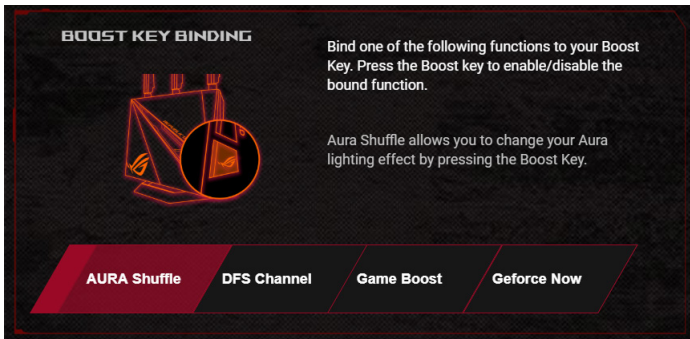 BOOST KEY BINDING
Bind one of the following functions to your Boost
Key. Press the Boost key to enable/disable the
bound function.
Aura Shuffle allows you to change your Aura
lighting effect by pressing the Boost Key.
AURA Shuffle
DFS Channel
Game Boost
Geforce Now